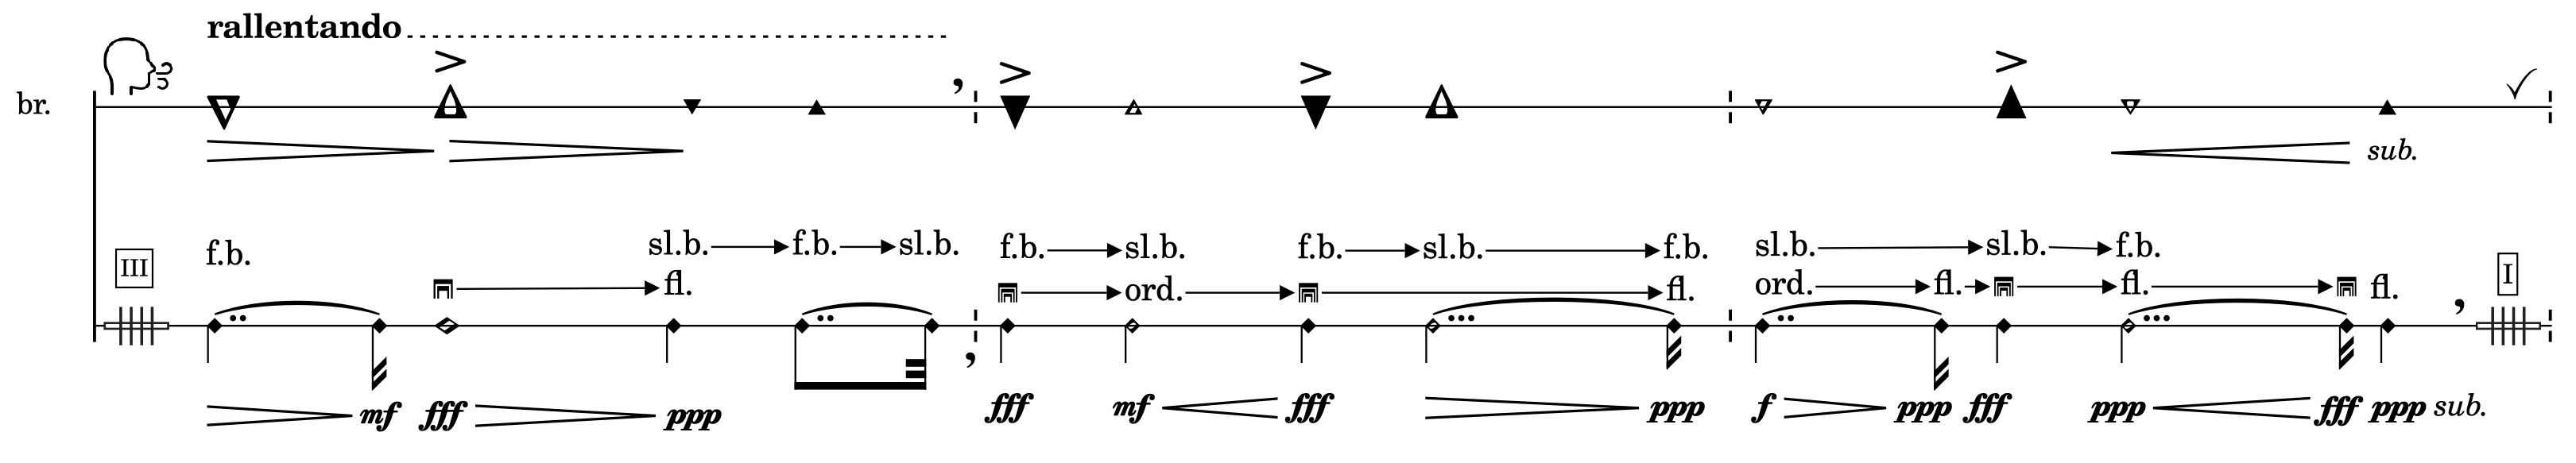 rallentando
br.
sub.
sl.b. f.b. sl.b. f.b. sl.b. f.b. sl.b. f.b. sl.b. sl.b. f.b.
f.b.
III fl. ord. fl. ord. fl. fl. fl. I
mf fff ppp fff mf fff ppp f ppp fff ppp fff ppp sub.